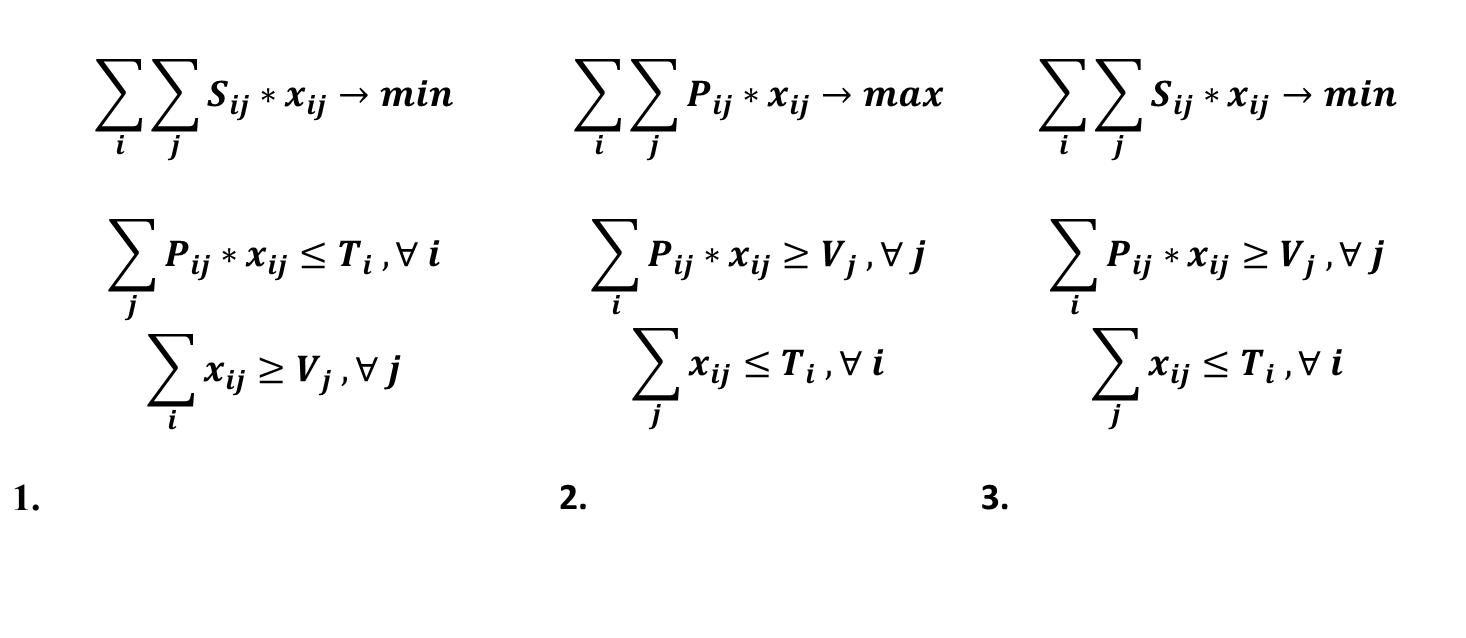 ∑_i ∑_j S_ij * x_ij → min
∑_j P_ij * x_ij ≤ T_i , ∀ i
∑_i x_ij ≥ V_j , ∀ j
1.
∑_i ∑_j P_ij * x_ij → max
∑_i P_ij * x_ij ≥ V_j , ∀ j
∑_j x_ij ≤ T_i , ∀ i
2.
∑_i ∑_j S_ij * x_ij → min
∑_i P_ij * x_ij ≥ V_j , ∀ j
∑_j x_ij ≤ T_i , ∀ i
3.